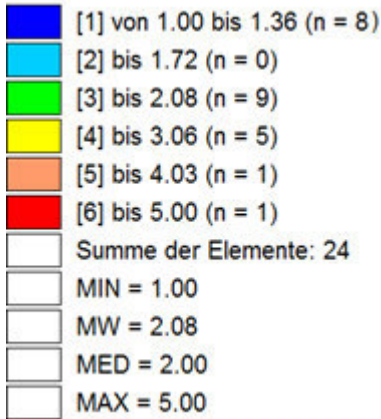 [1] von 1.00 bis 1.36 (n = 8)
[2] bis 1.72 (n = 0)
[3] bis 2.08 (n = 9)
[4] bis 3.06 (n = 5)
[5] bis 4.03 (n = 1)
[6] bis 5.00 (n = 1)
Summe der Elemente: 24
MIN = 1.00
MW = 2.08
MED = 2.00
MAX = 5.00